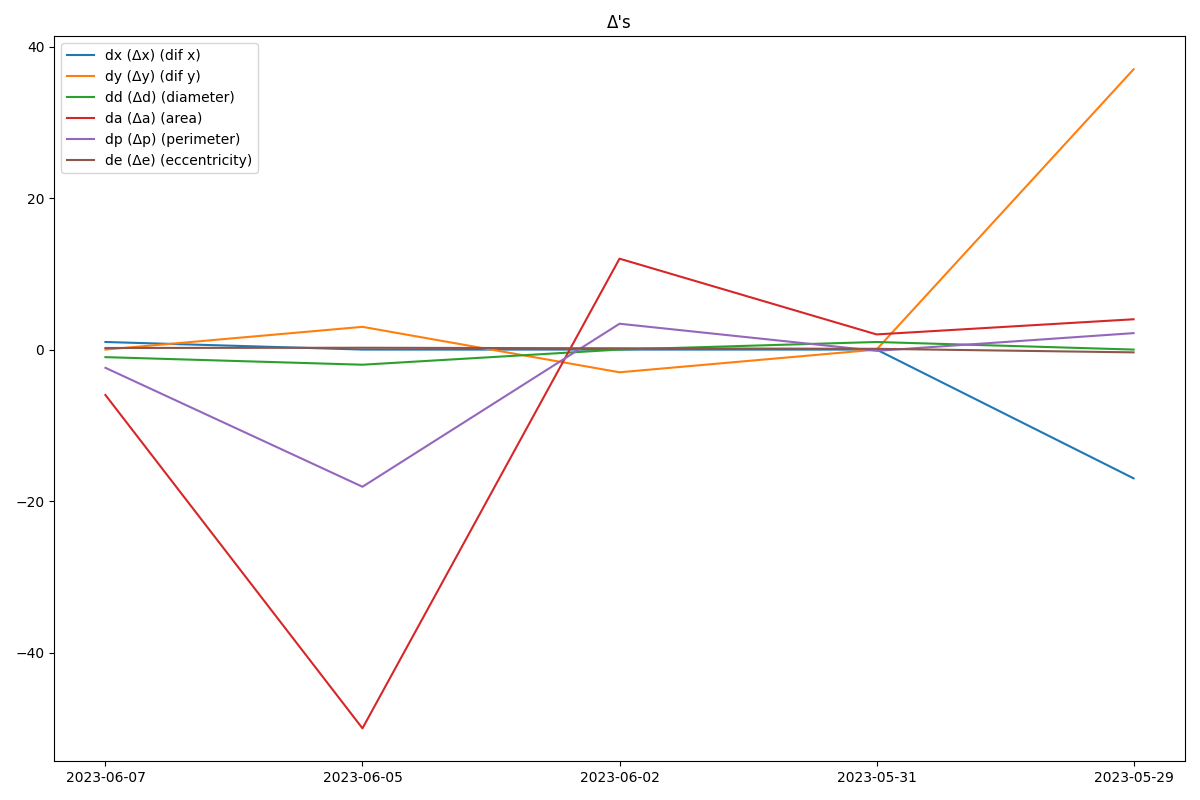 Δ's
dx (Δx) (dif x)
dy (Δy) (dif y)
dd (Δd) (diameter)
da (Δa) (area)
dp (Δp) (perimeter)
de (Δe) (eccentricity)
40
20
0
−20
−40
2023-06-07 2023-06-05 2023-06-02 2023-05-31 2023-05-29